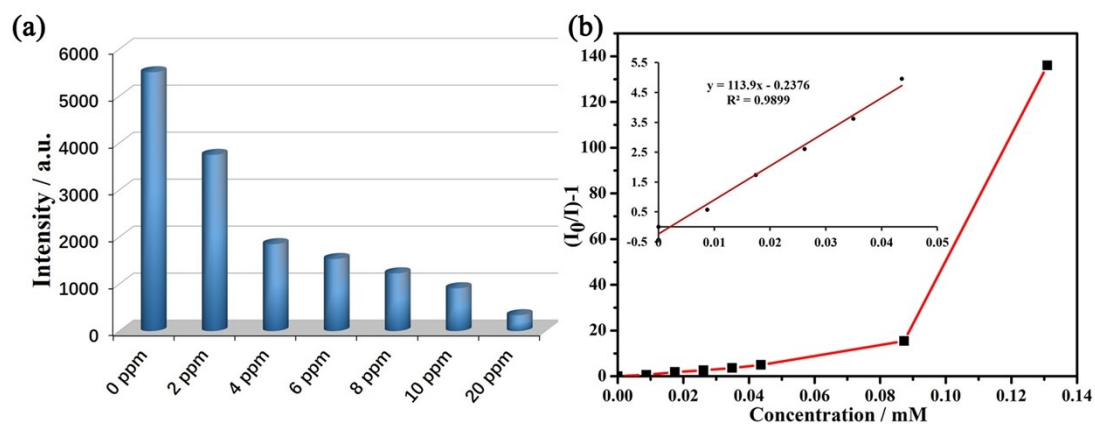 (a)
6000
5000
4000
3000
2000
1000
0
Intensity / a.u.
0 ppm
2 ppm
4 ppm
6 ppm
8 ppm
10 ppm
20 ppm
(b)
140
120
100
80
60
40
20
0
(I0/I)-1
0.00 0.02 0.04 0.06 0.08 0.10 0.12 0.14
Concentration / mM
5.5
4.5
3.5
2.5
1.5
0.5
-0.5
0 0.01 0.02 0.03 0.04 0.05
y = 113.9x - 0.2376
R² = 0.9899